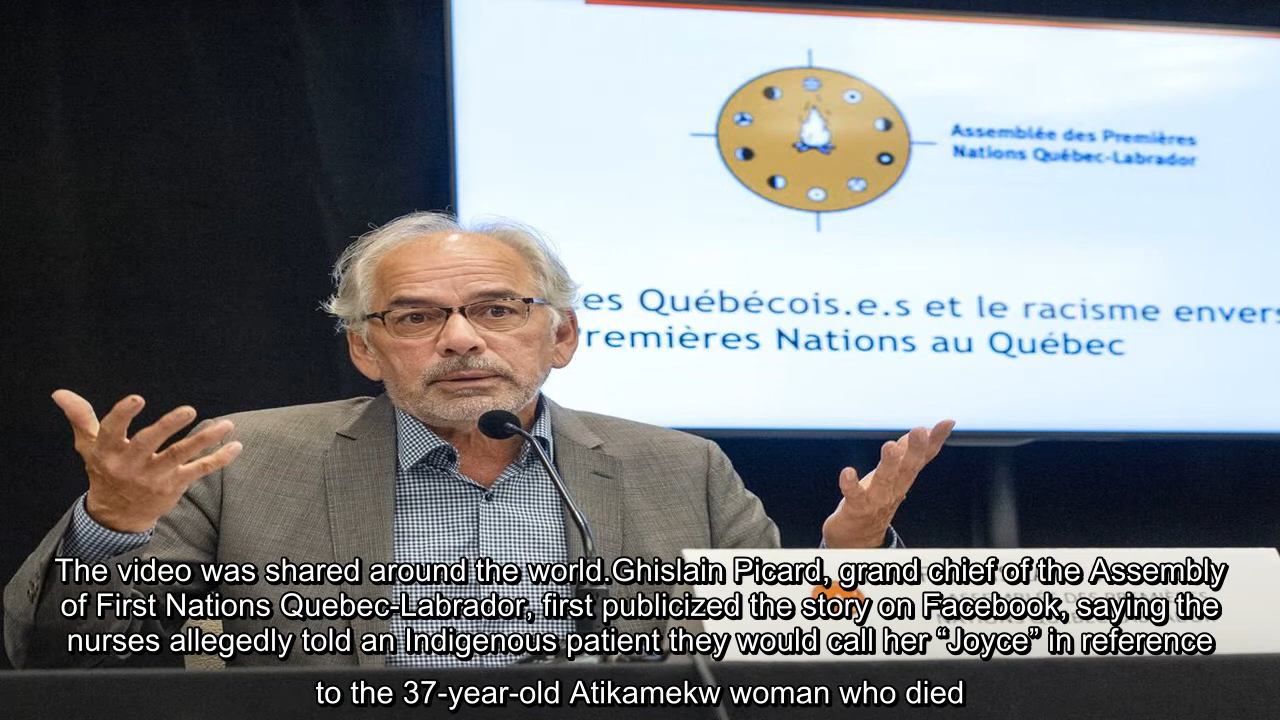 Assemblée des Premières
Nations Québec-Labrador
es Québécois.e.s et le racisme envers
remières Nations au Québec
The video was shared around the world.Ghislain Picard, grand chief of the Assembly
of First Nations Quebec-Labrador, first publicized the story on Facebook, saying the
nurses allegedly told an Indigenous patient they would call her “Joyce” in reference
to the 37-year-old Atikamekw woman who died